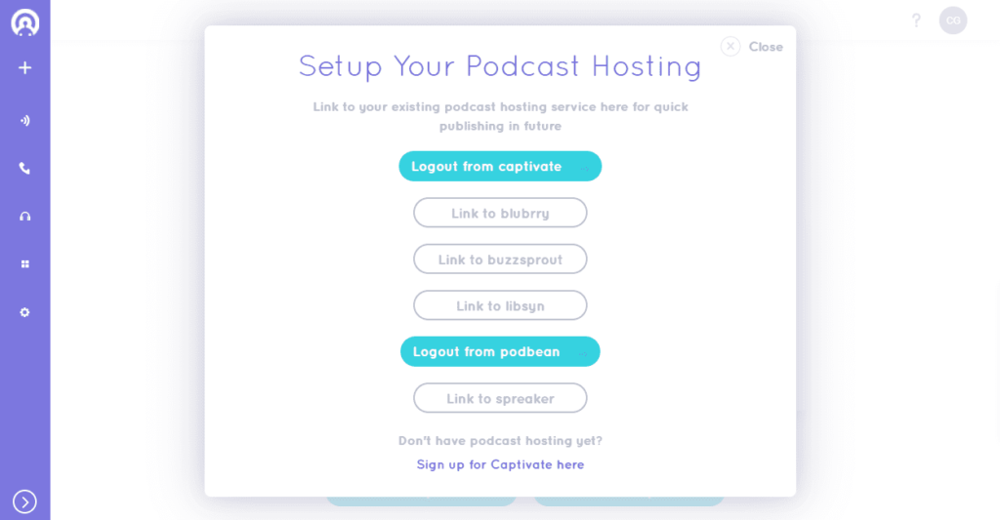 ? CG
Close
Setup Your Podcast Hosting
Link to your existing podcast hosting service here for quick
publishing in future
Logout from captivate
Link to blubrry
Link to buzzsprout
Link to libsyn
Logout from podbean
Link to spreaker
Don't have podcast hosting yet?
Sign up for Captivate here